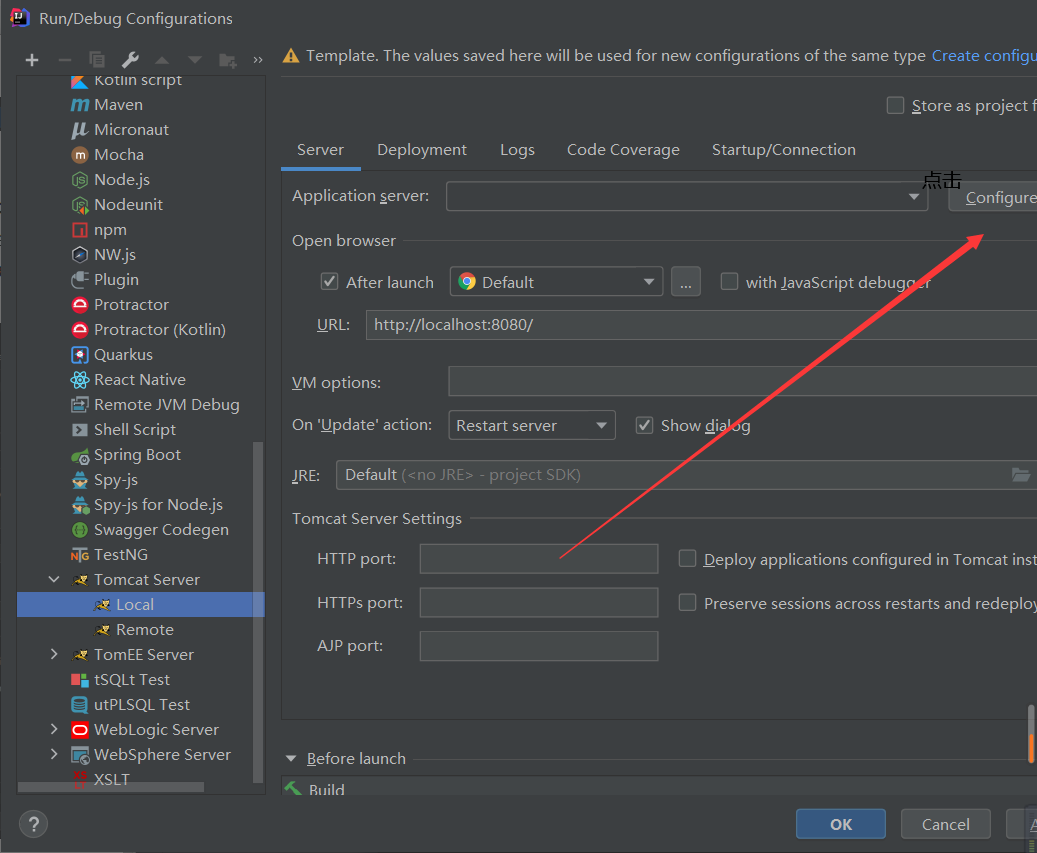 Run/Debug Configurations
Template. The values saved here will be used for new configurations of the same type Create configu
Kotlin script
Maven
Micronaut
Mocha
Node.js
Nodeunit
npm
NW.js
Plugin
Protractor
Protractor (Kotlin)
Quarkus
React Native
Remote JVM Debug
Shell Script
Spring Boot
Spy-js
Spy-js for Node.js
Swagger Codegen
TestNG
Tomcat Server
Local
Remote
TomEE Server
tSQLt Test
utPLSQL Test
WebLogic Server
WebSphere Server
XSLT
Store as project f
Server Deployment Logs Code Coverage Startup/Connection
点击
Application server: Configure
Open browser
After launch Default ... with JavaScript debugger
URL: http://localhost:8080/
VM options:
On 'Update' action: Restart server Show dialog
JRE: Default (<no JRE> - project SDK)
Tomcat Server Settings
HTTP port: Deploy applications configured in Tomcat inst
HTTPs port: Preserve sessions across restarts and redeploy
AJP port:
Before launch
Build
? OK Cancel A